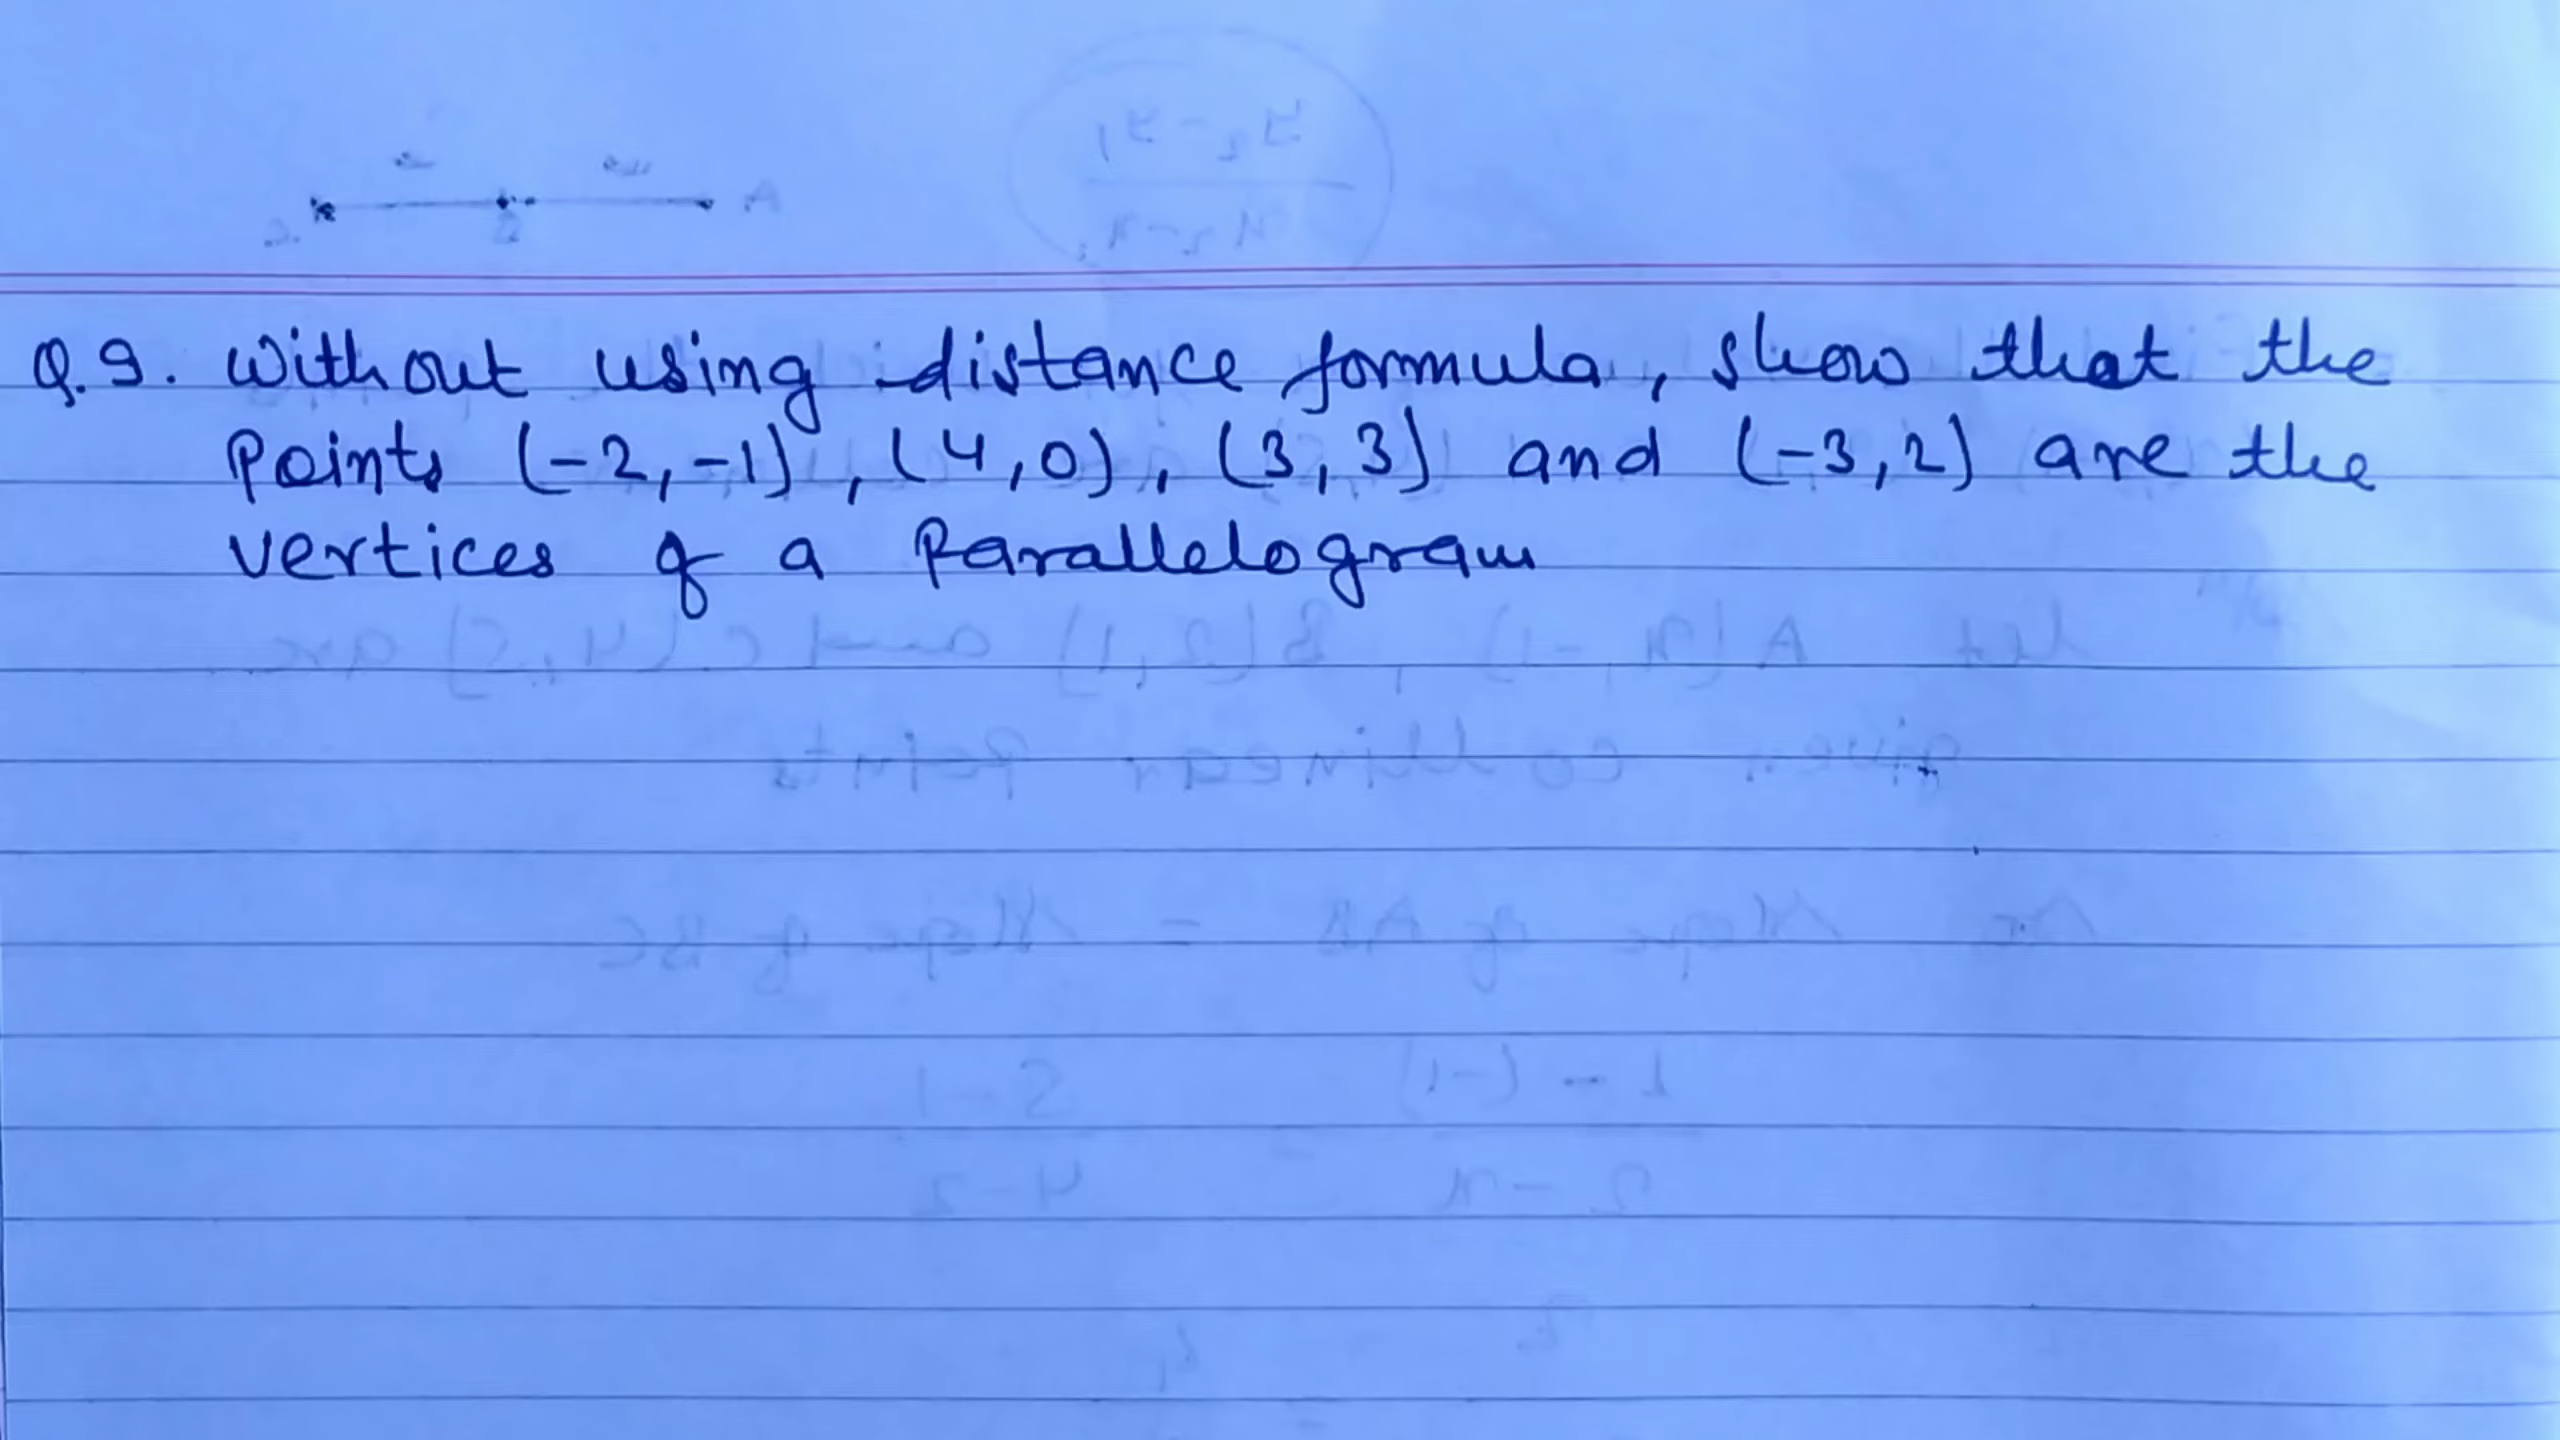 Q.9. Without using distance formula, show that the
Points (-2,-1), (4,0), (3,3) and (-3,2) are the
vertices of a Parallelogram